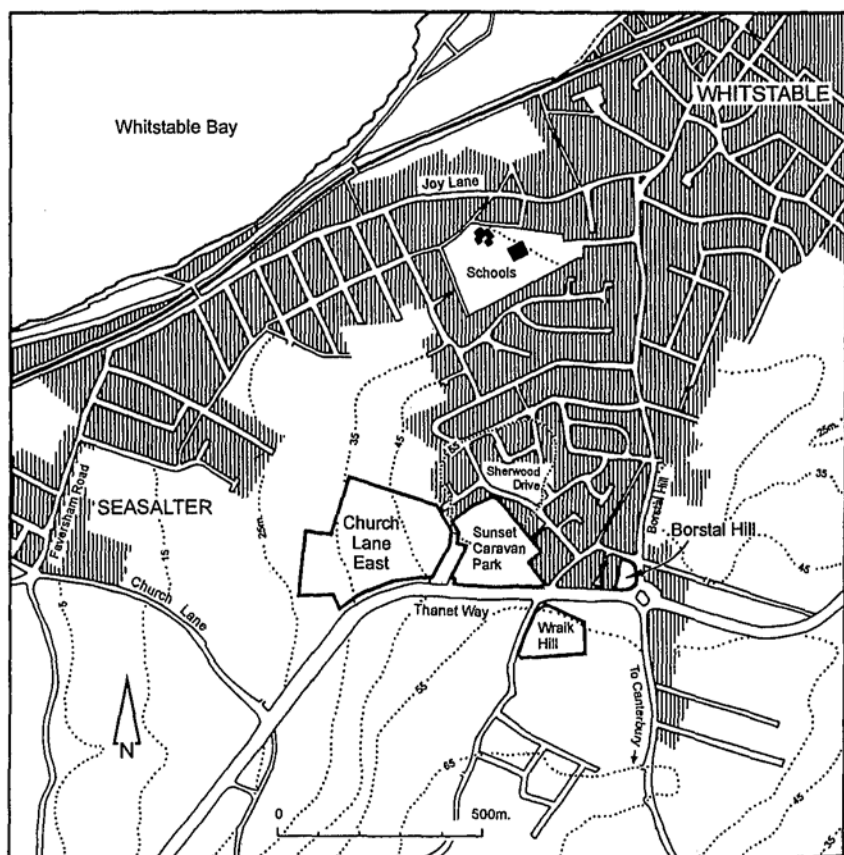 WHITSTABLE
Whitstable Bay
Joy Lane
Schools
25m.
35
45
35
45
55
Sherwood
Drive
Faversham Road
SEASALTER
15
25m.
Church
Lane
East
Sunset
Caravan
Park
Borstal Hill
Borstal Hill
45
5
Church Lane
Thanet Way
Wraik
Hill
55
To Canterbury
N
65
45
35
0
500m.